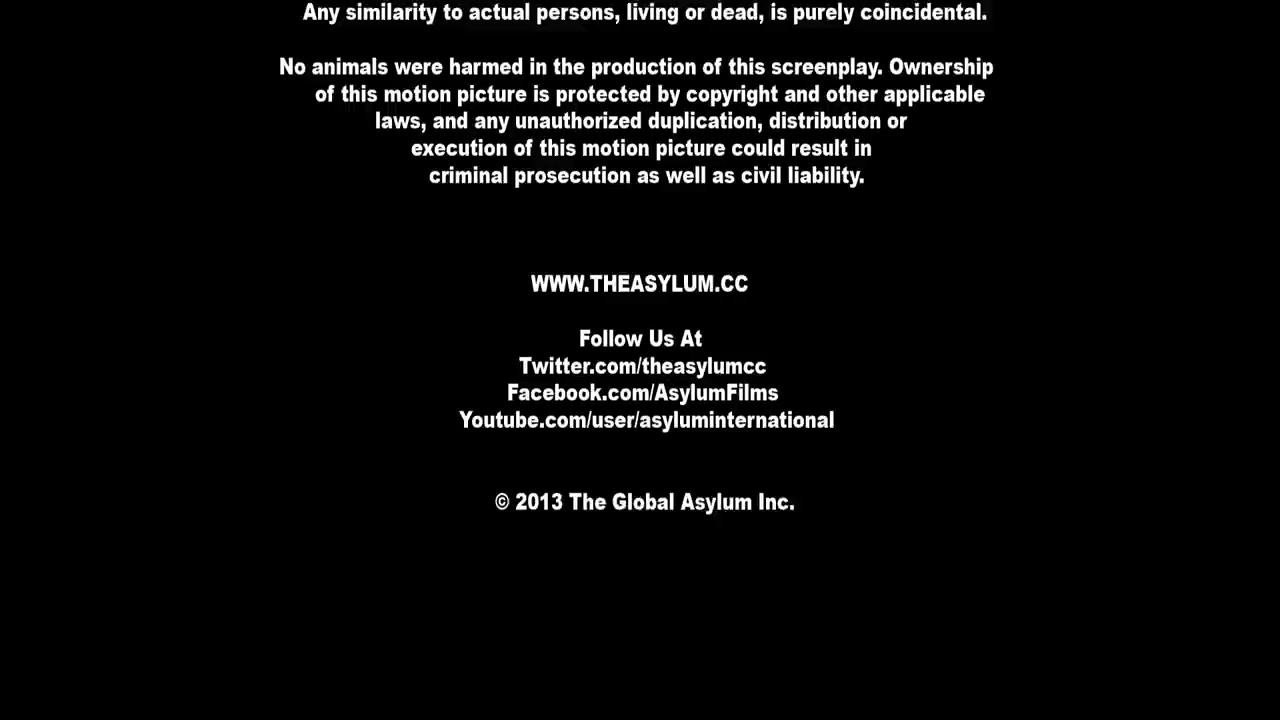 Any similarity to actual persons, living or dead, is purely coincidental.
No animals were harmed in the production of this screenplay. Ownership
of this motion picture is protected by copyright and other applicable
laws, and any unauthorized duplication, distribution or
execution of this motion picture could result in
criminal prosecution as well as civil liability.
WWW.THEASYLUM.CC
Follow Us At
Twitter.com/theasylumcc
Facebook.com/AsylumFilms
Youtube.com/user/asyluminternational
© 2013 The Global Asylum Inc.